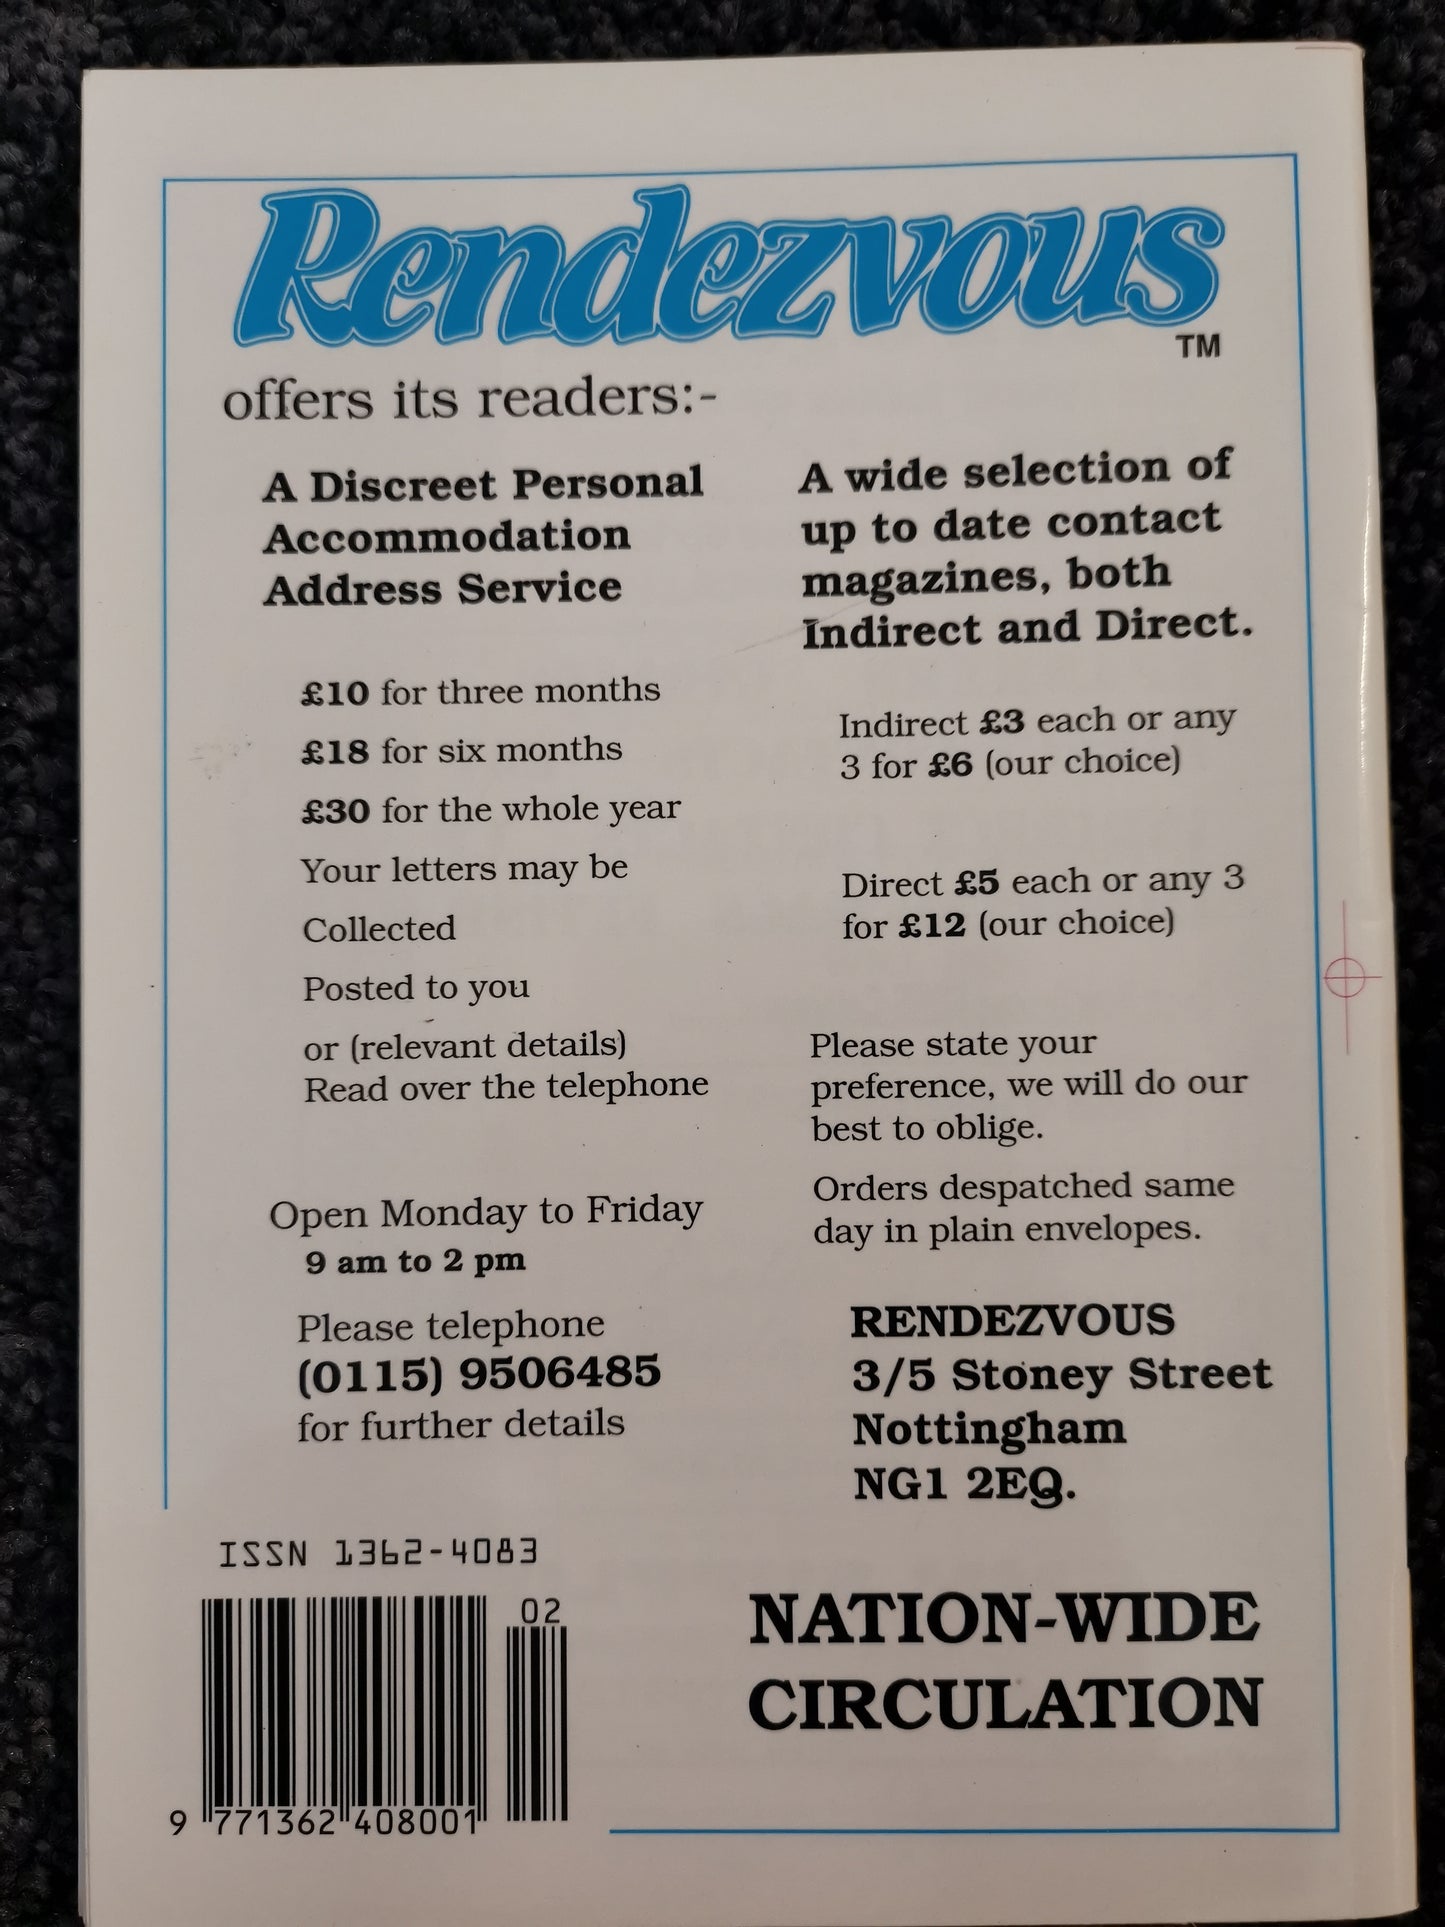 Rendezvous
TM
offers its readers:-
A Discreet Personal
Accommodation
Address Service
£10 for three months
£18 for six months
£30 for the whole year
Your letters may be
Collected
Posted to you
or (relevant details)
Read over the telephone
Open Monday to Friday
9 am to 2 pm
Please telephone
(0115) 9506485
for further details
A wide selection of
up to date contact
magazines, both
Indirect and Direct.
Indirect £3 each or any
3 for £6 (our choice)
Direct £5 each or any 3
for £12 (our choice)
Please state your
preference, we will do our
best to oblige.
Orders despatched same
day in plain envelopes.
RENDEZVOUS
3/5 Stoney Street
Nottingham
NG1 2EQ.
ISSN 1362-4083
02
9 771362 408001
NATION-WIDE
CIRCULATION